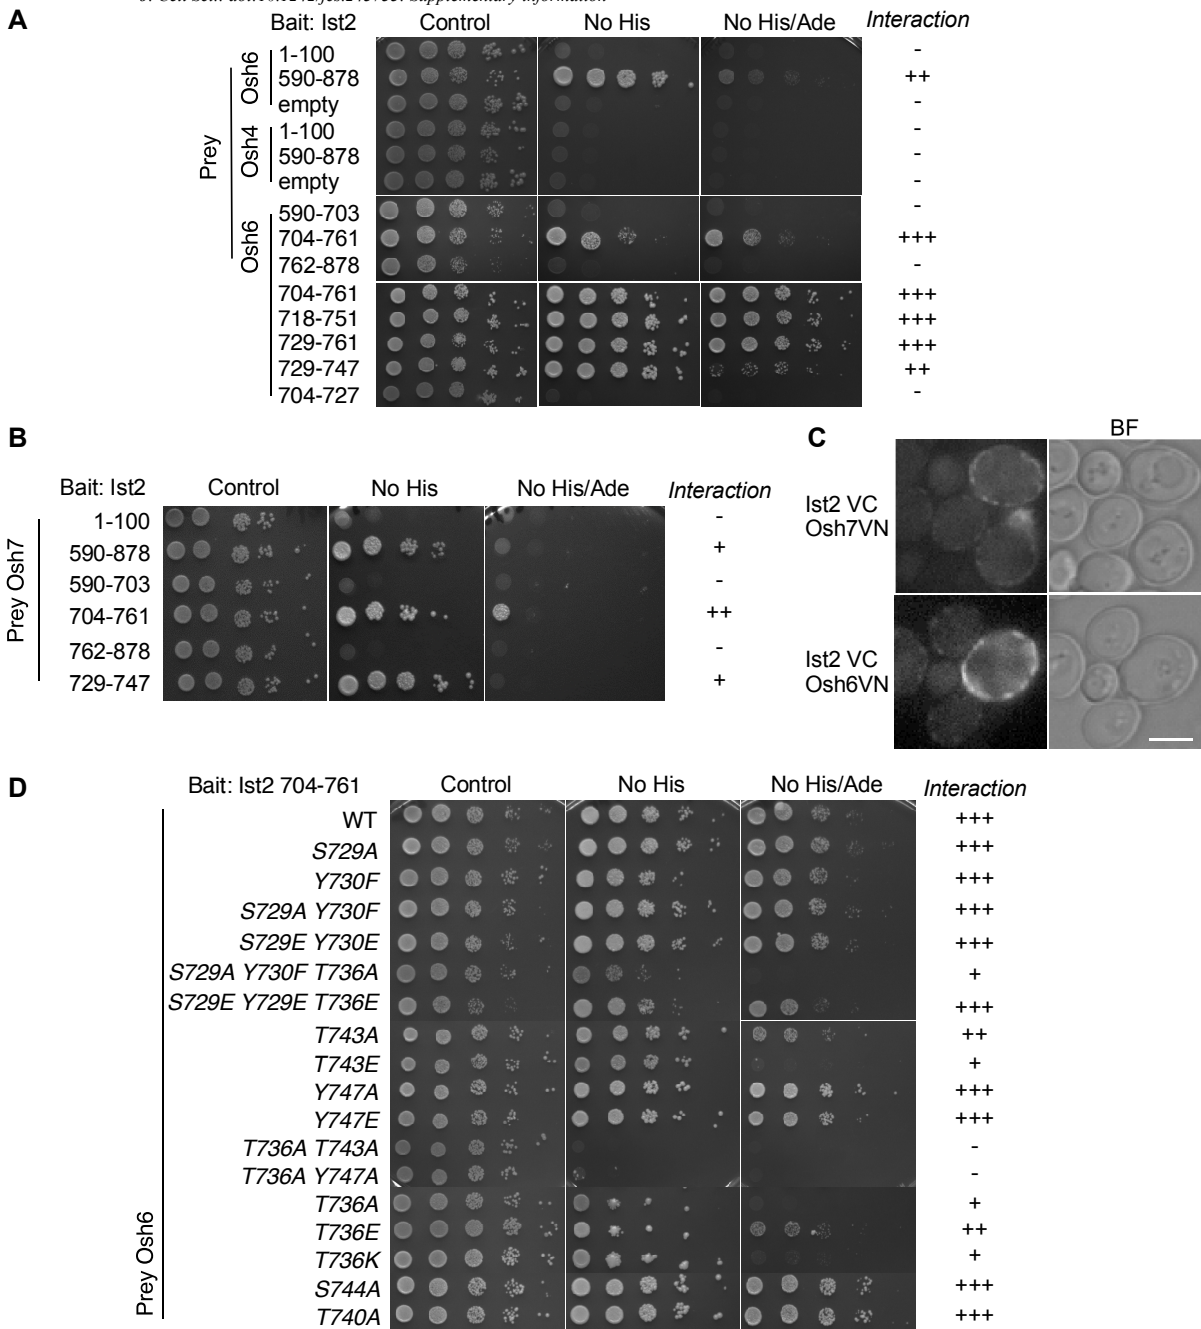 A
Bait: Ist2 Control No His No His/Ade Interaction
Prey
Osh6
1-100 -
590-878 ++
empty -
Osh4
1-100 -
590-878 -
empty -
Osh6
590-703 -
704-761 +++
762-878 -
704-761 +++
718-751 +++
729-761 +++
729-747 ++
704-727 -
B
Bait: Ist2 Control No His No His/Ade Interaction
Prey Osh7
1-100 -
590-878 +
590-703 -
704-761 ++
762-878 -
729-747 +
C
BF
Ist2 VC
Osh7VN
Ist2 VC
Osh6VN
D
Bait: Ist2 704-761 Control No His No His/Ade Interaction
Prey Osh6
WT +++
S729A +++
Y730F +++
S729A Y730F +++
S729E Y730E +++
S729A Y730F T736A +
S729E Y729E T736E +++
T743A ++
T743E +
Y747A +++
Y747E +++
T736A T743A -
T736A Y747A -
T736A +
T736E ++
T736K +
S744A +++
T740A +++